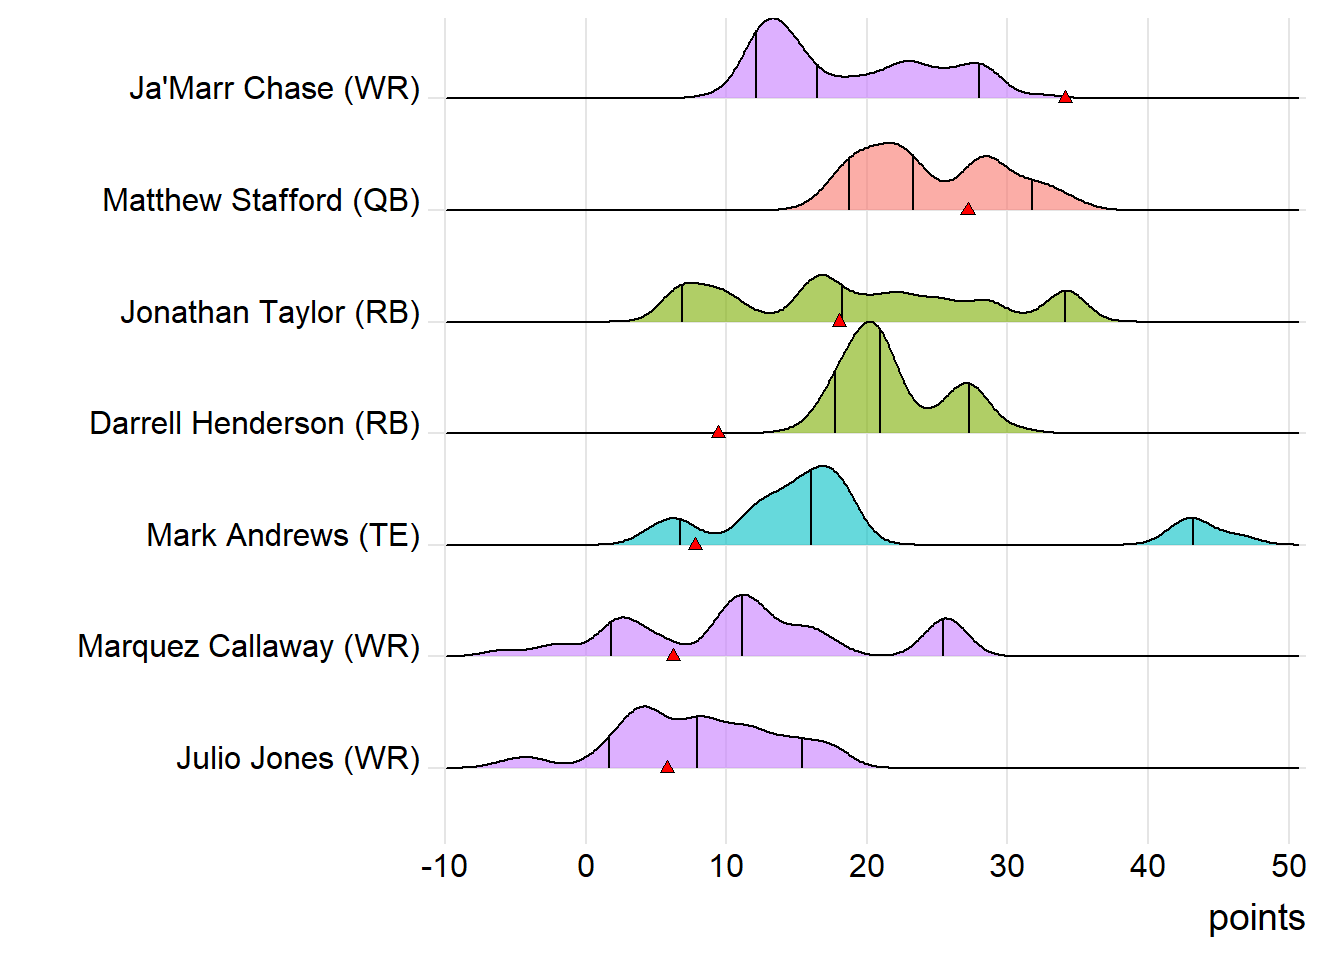 Ja'Marr Chase (WR)
Matthew Stafford (QB)
Jonathan Taylor (RB)
Darrell Henderson (RB)
Mark Andrews (TE)
Marquez Callaway (WR)
Julio Jones (WR)
-10 0 10 20 30 40 50
points